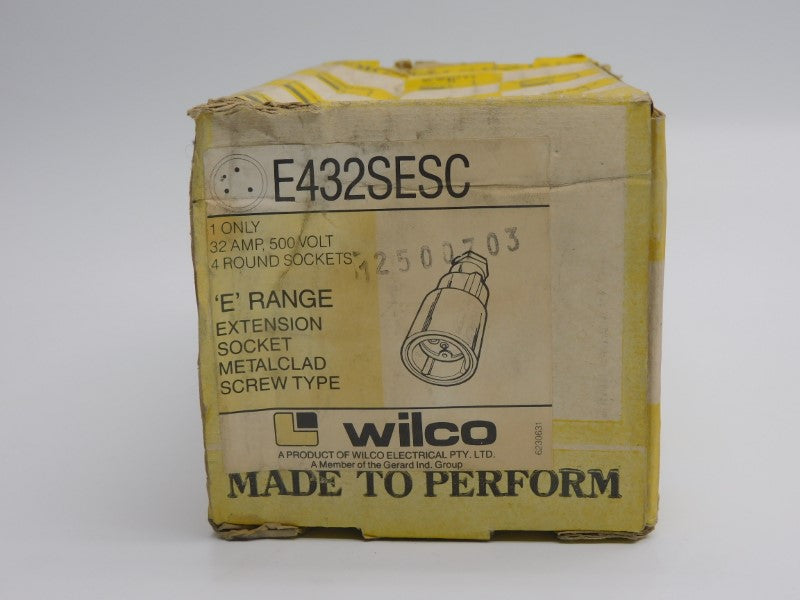 E432SESC
1 ONLY
32 AMP, 500 VOLT
4 ROUND SOCKETS
2500703
'E' RANGE
EXTENSION
SOCKET
METALCLAD
SCREW TYPE
wilco
A PRODUCT OF WILCO ELECTRICAL PTY. LTD.
A Member of the Gerard Ind. Group
6230631
MADE TO PERFORM